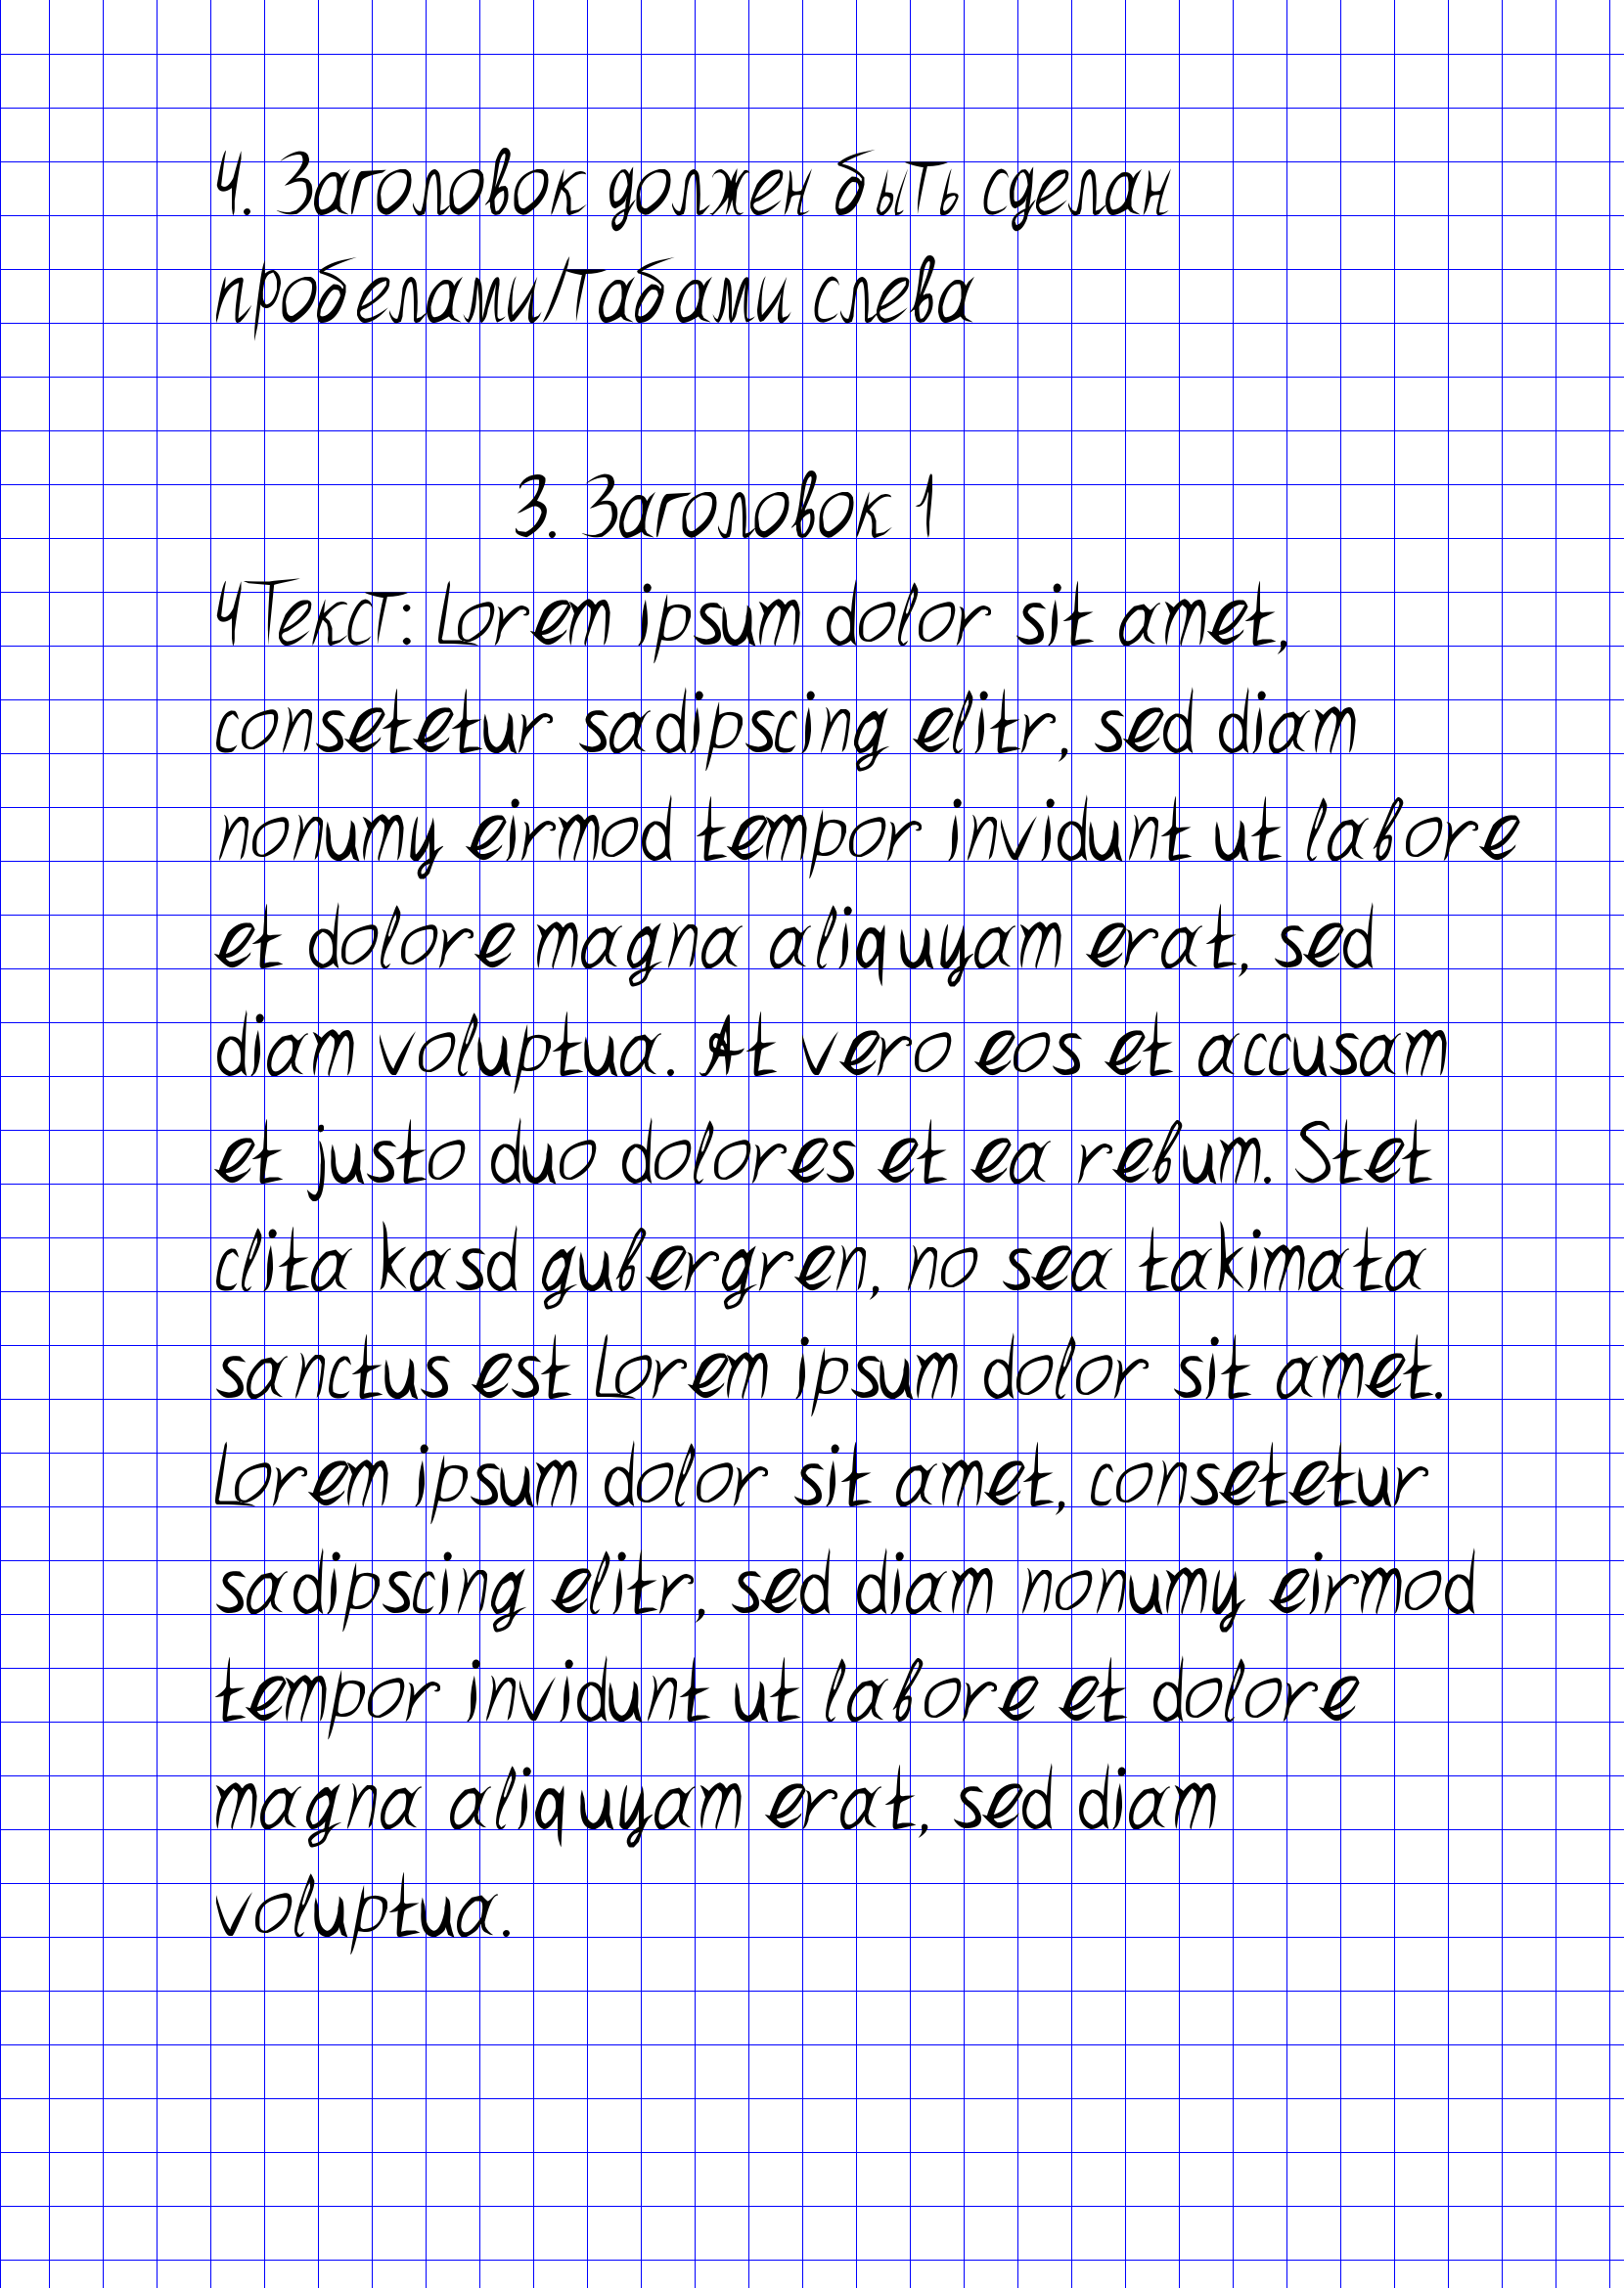 4. Заголовок должен быть сделан
пробелами/табами слева
3. Заголовок 1
4Текст: Lorem ipsum dolor sit amet,
consetetur sadipscing elitr, sed diam
nonumy eirmod tempor invidunt ut labore
et dolore magna aliquyam erat, sed
diam voluptua. At vero eos et accusam
et justo duo dolores et ea rebum. Stet
clita kasd gubergren, no sea takimata
sanctus est Lorem ipsum dolor sit amet.
Lorem ipsum dolor sit amet, consetetur
sadipscing elitr, sed diam nonumy eirmod
tempor invidunt ut labore et dolore
magna aliquyam erat, sed diam
voluptua.